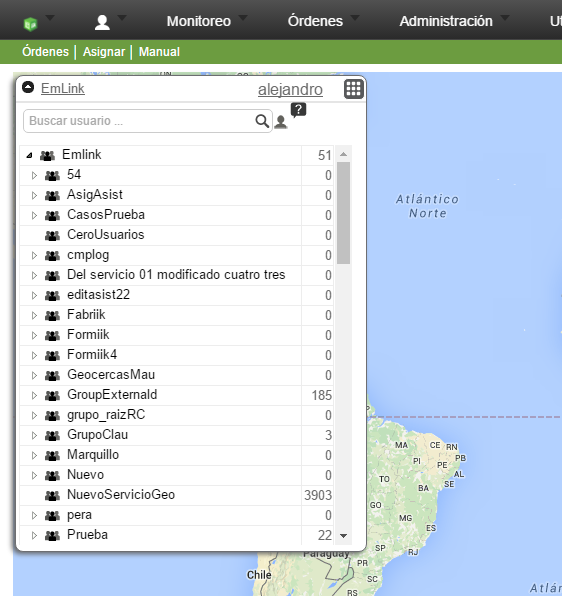 Monitoreo Órdenes Administración Ut
Órdenes Asignar Manual
EmLink alejandro
Buscar usuario ... ?
Emlink 51
54 0
AsigAsist 0
CasosPrueba 0
CeroUsuarios 0
cmplog 0
Del servicio 01 modificado cuatro tres 0
editasist22 0
Fabriik 0
Formiik 0
Formiik4 0
GeocercasMau 0
GroupExternald 185
grupo_raizRC 0
GrupoClau 3
Marquillo 0
Nuevo 0
NuevoServicioGeo 3903
pera 0
Prueba 22
Atlántico
Norte
MA CE RN
PI PB
PE
TO AL
SE
BA
GO
MG
ES
SP
RJ
Paraguay
PR
Chile
SC
RS
Atlá